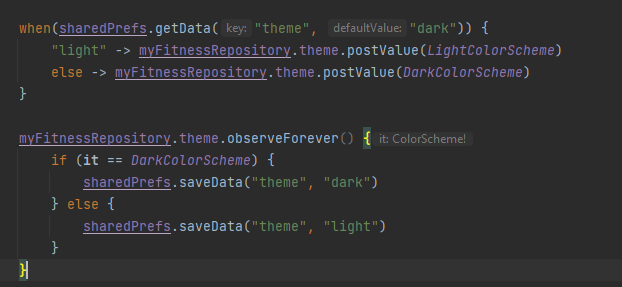 when(sharedPrefs.getData( key: "theme", defaultValue: "dark")) {
"light" -> myFitnessRepository.theme.postValue(LightColorScheme)
else -> myFitnessRepository.theme.postValue(DarkColorScheme)
}
myFitnessRepository.theme.observeForever() { it: ColorScheme!
if (it == DarkColorScheme) {
sharedPrefs.saveData("theme", "dark")
} else {
sharedPrefs.saveData("theme", "light")
}
}